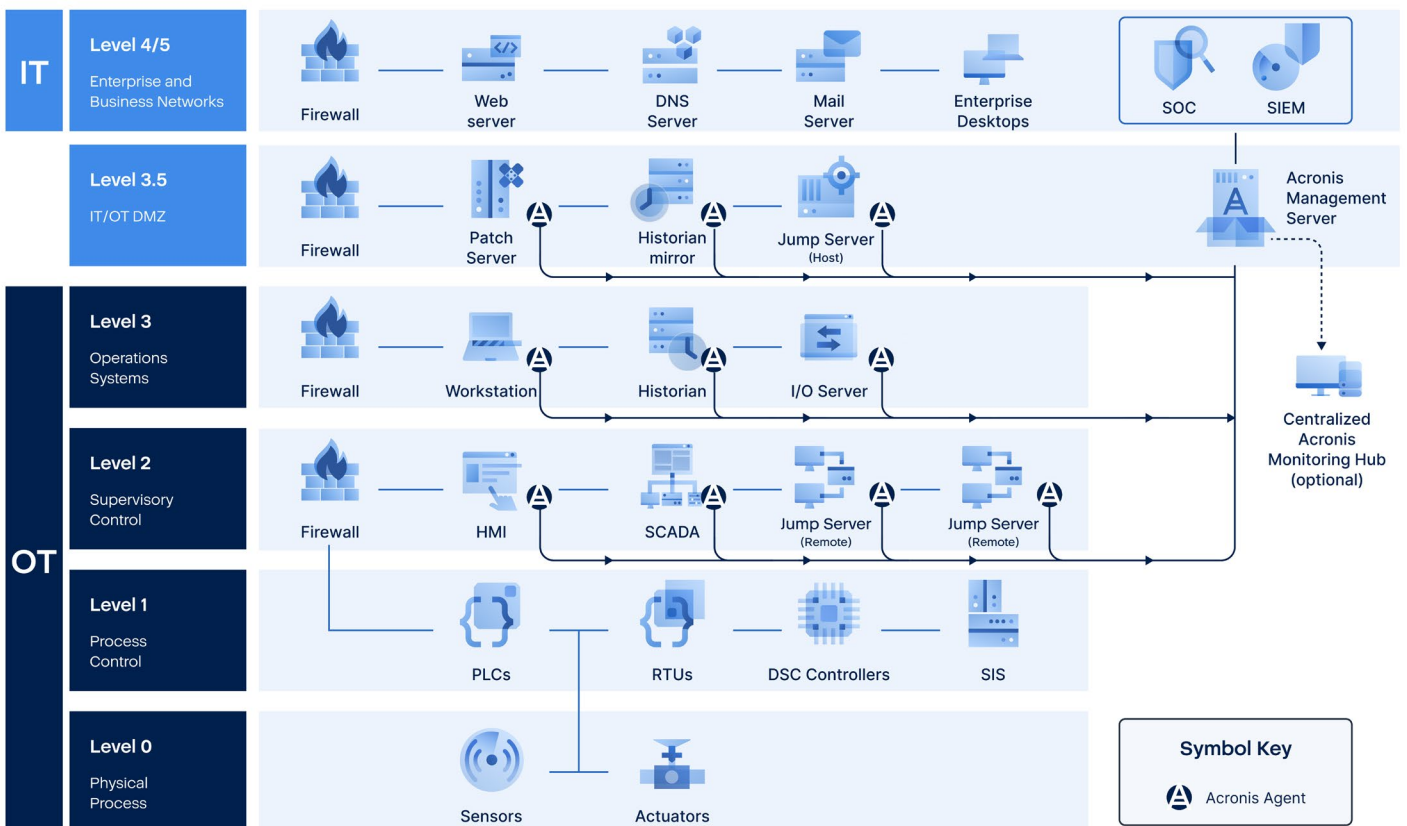 IT
Level 4/5
Enterprise and
Business Networks
Firewall
Web
server
DNS
Server
Mail
Server
Enterprise
Desktops
SOC
SIEM
Level 3.5
IT/OT DMZ
Firewall
Patch
Server
Historian
mirror
Jump Server
(Host)
Acronis
Management
Server
OT
Level 3
Operations
Systems
Firewall
Workstation
Historian
I/O Server
Centralized
Acronis
Monitoring Hub
(optional)
Level 2
Supervisory
Control
Firewall
HMI
SCADA
Jump Server
(Remote)
Jump Server
(Remote)
Level 1
Process
Control
PLCs
RTUs
DSC Controllers
SIS
Level 0
Physical
Process
Sensors
Actuators
Symbol Key
Acronis Agent